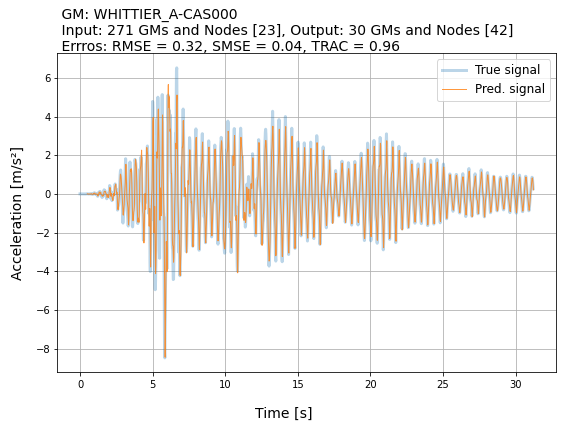 GM: WHITTIER_A-CAS000
Input: 271 GMs and Nodes [23], Output: 30 GMs and Nodes [42]
Errros: RMSE = 0.32, SMSE = 0.04, TRAC = 0.96
True signal
Pred. signal
Acceleration [m/s²]
6
4
2
0
−2
−4
−6
−8
0 5 10 15 20 25 30
Time [s]